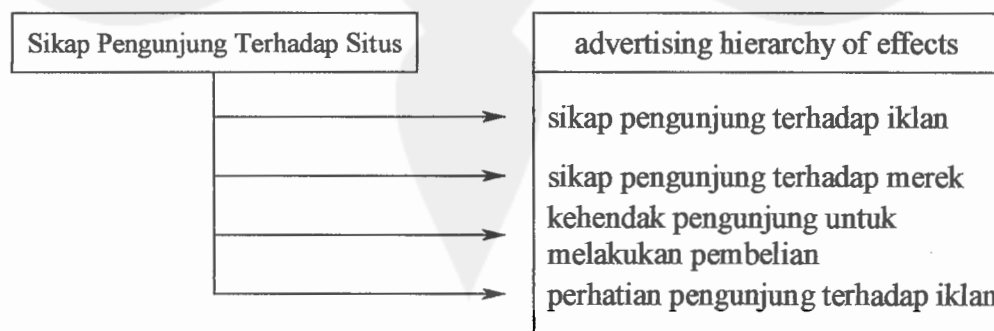 Sikap Pengunjung Terhadap Situs
advertising hierarchy of effects
sikap pengunjung terhadap iklan
sikap pengunjung terhadap merek
kehendak pengunjung untuk
melakukan pembelian
perhatian pengunjung terhadap iklan